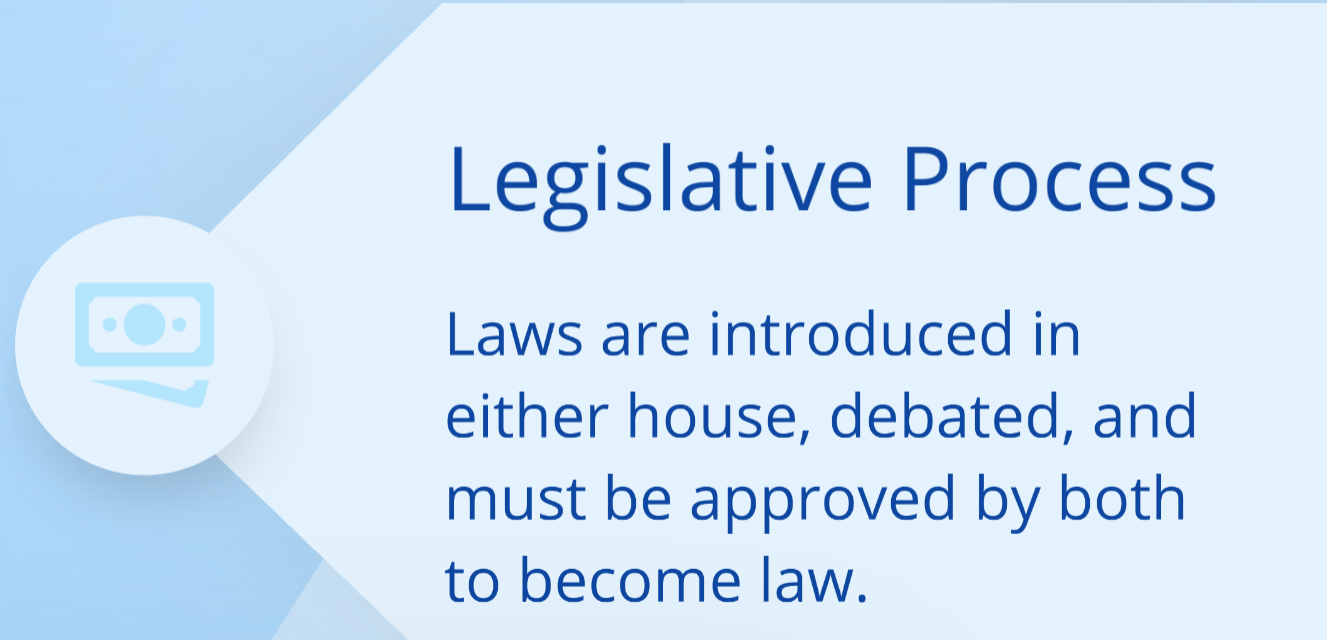 Legislative Process
Laws are introduced in
either house, debated, and
must be approved by both
to become law.